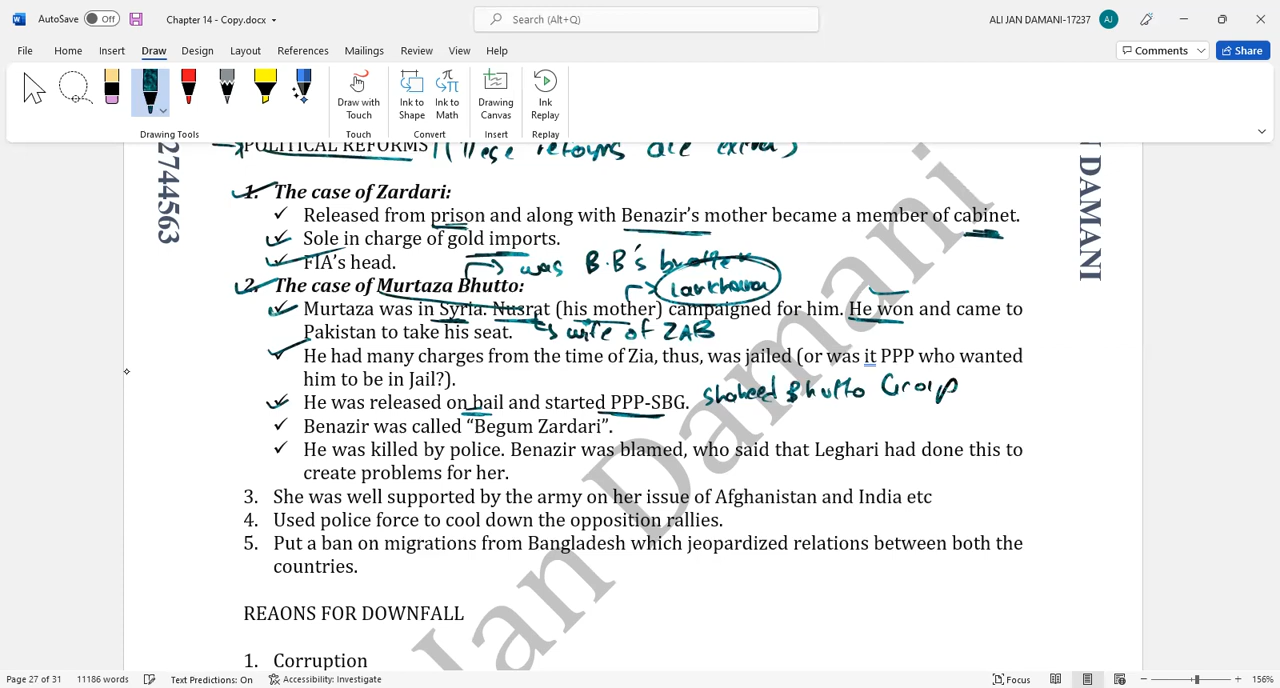 AutoSave Off Chapter 14 - Copy.docx Search (Alt+Q) ALI JAN DAMANI-17237 AJ
File Home Insert Draw Design Layout References Mailings Review View Help Comments Share
Draw with Touch Ink to Shape Ink to Math Drawing Canvas Ink Replay
Drawing Tools Touch Convert Insert Replay
POLITICAL REFORMS (These reforms are extra)
1. The case of Zardari:
✓ Released from prison and along with Benazir's mother became a member of cabinet.
✓ Sole in charge of gold imports.
✓ FIA's head. was B.B's brother
2. The case of Murtaza Bhutto: Larkhana
✓ Murtaza was in Syria. Nusrat (his mother) campaigned for him. He won and came to
Pakistan to take his seat. wife of ZAB
✓ He had many charges from the time of Zia, thus, was jailed (or was it PPP who wanted
him to be in Jail?).
✓ He was released on bail and started PPP-SBG. Shaheed Bhutto Group
✓ Benazir was called “Begum Zardari”.
✓ He was killed by police. Benazir was blamed, who said that Leghari had done this to
create problems for her.
3. She was well supported by the army on her issue of Afghanistan and India etc
4. Used police force to cool down the opposition rallies.
5. Put a ban on migrations from Bangladesh which jeopardized relations between both the
countries.
REAONS FOR DOWNFALL
1. Corruption
2744563
DAMANI
Jan Damani
Page 27 of 31 11186 words Text Predictions: On Accessibility: Investigate Focus 156%